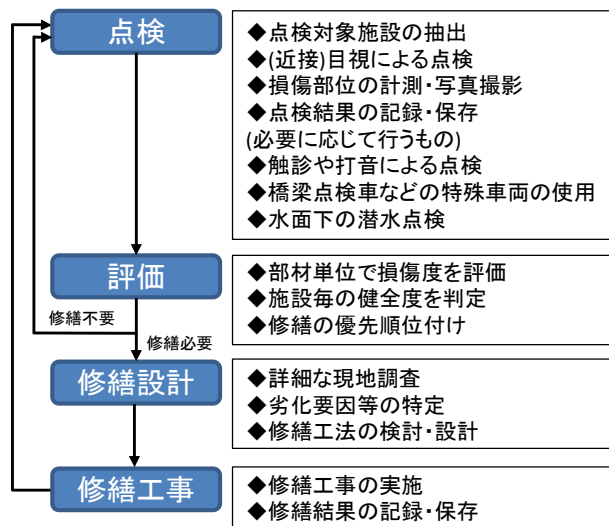 点検
◆点検対象施設の抽出
◆(近接)目視による点検
◆損傷部位の計測・写真撮影
◆点検結果の記録・保存
(必要に応じて行うもの)
◆触診や打音による点検
◆橋梁点検車などの特殊車両の使用
◆水面下の潜水点検
評価
◆部材単位で損傷度を評価
◆施設毎の健全度を判定
◆修繕の優先順位付け
修繕不要
修繕必要
修繕設計
◆詳細な現地調査
◆劣化要因等の特定
◆修繕工法の検討・設計
修繕工事
◆修繕工事の実施
◆修繕結果の記録・保存